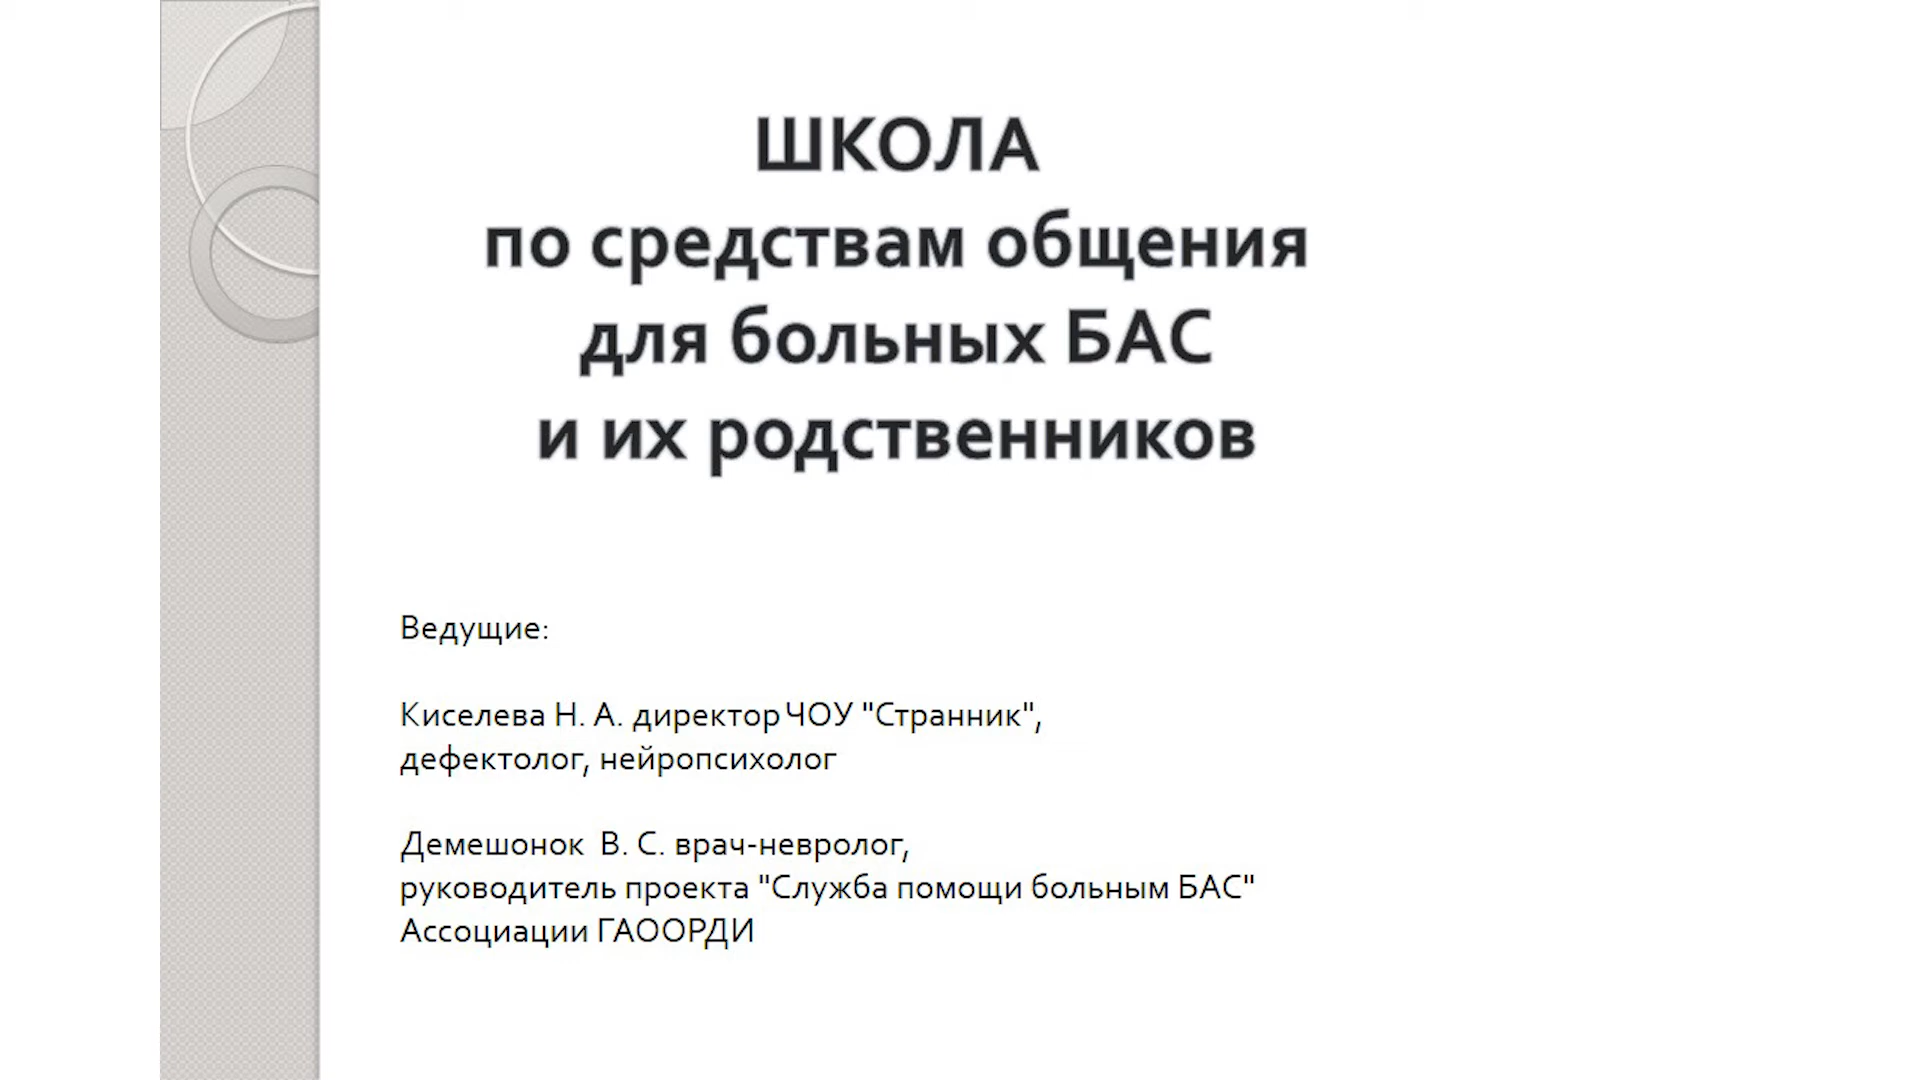 ШКОЛА
по средствам общения
для больных БАС
и их родственников
Ведущие:
Киселева Н. А. директор ЧОУ "Странник",
дефектолог, нейропсихолог
Демешонок  В. С. врач-невролог,
руководитель проекта "Служба помощи больным БАС"
Ассоциации ГАООРДИ